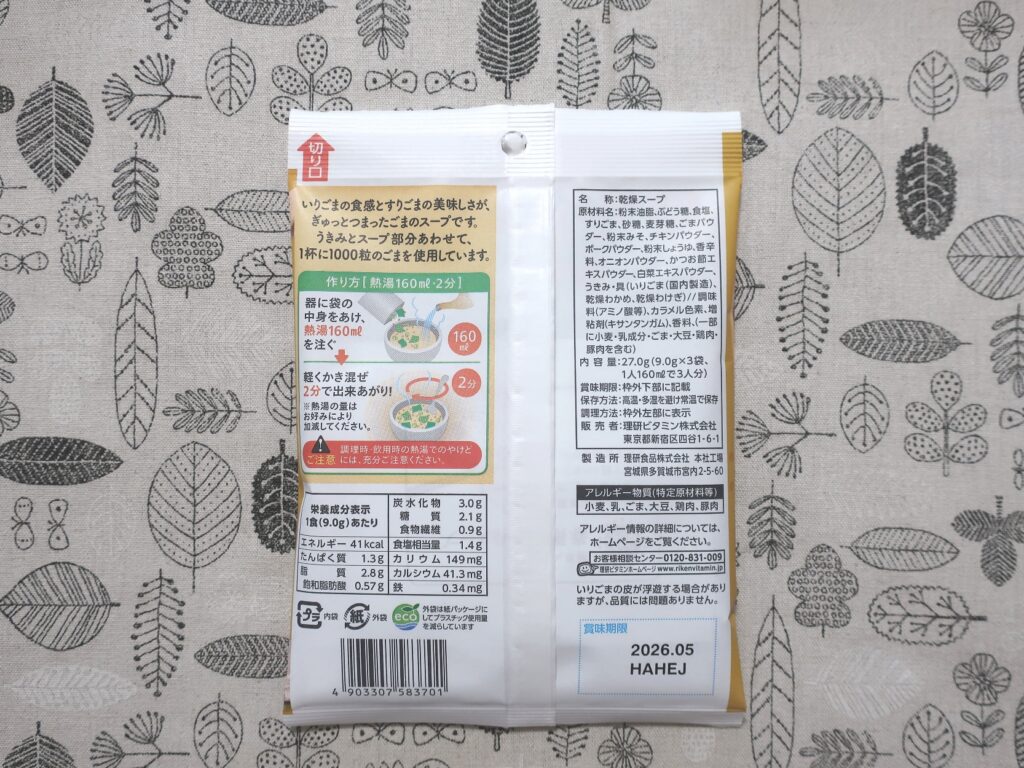 切り口
いりごまの食感とすりごまの美味しさが、
ぎゅっとつまったごまのスープです。
うきみとスープ部分あわせて、
1杯に1000粒のごまを使用しています。
作り方[熱湯160㎖・2分]
器に袋の
中身をあけ、
熱湯160㎖
を注ぐ
160
㎖
軽くかき混ぜ
2分で出来あがり!
2分
※熱湯の量は
お好みにより
加減してください。
ご注意
調理時・飲用時の熱湯でのやけど
には、充分ご注意ください。
栄養成分表示
1食(9.0g)あたり
エネルギー 41kcal
たんぱく質 1.3g
脂質 2.8g
飽和脂肪酸 0.57g
炭水化物 3.0g
糖質 2.1g
食物繊維 0.9g
食塩相当量 1.4g
カリウム 149mg
カルシウム 41.3mg
鉄 0.34mg
プラ 内袋
紙 外袋
eco
外袋は紙パッケージに
してプラスチック使用量
を減らしています
4 903307 583701
名称:乾燥スープ
原材料名:粉末油脂、ぶどう糖、食塩、
すりごま、砂糖、麦芽糖、ごまパウ
ダー、粉末みそ、チキンパウダー、
ポークパウダー、粉末しょうゆ、香辛
料、オニオンパウダー、かつお節エ
キスパウダー、白菜エキスパウダー、
うきみ・具(いりごま(国内製造)、
乾燥わかめ、乾燥わけぎ)//調味
料(アミノ酸等)、カラメル色素、増
粘剤(キサンタンガム)、香料、(一部
に小麦・乳成分・ごま・大豆・鶏肉・
豚肉を含む)
内容量:27.0g(9.0g×3袋、
1人160㎖で3人分)
賞味期限:枠外下部に記載
保存方法:高温・多湿を避け常温で保存
調理方法:枠外左部に表示
販売者:理研ビタミン株式会社
東京都新宿区四谷1-6-1
製造所 理研食品株式会社 本社工場
宮城県多賀城市宮内2-5-60
アレルギー物質(特定原材料等)
小麦、乳、ごま、大豆、鶏肉、豚肉
アレルギー情報の詳細については、
ホームページをご覧ください。
お客様相談センター0120-831-009
理研ビタミンホームページ www.rikenvitamin.jp
いりごまの皮が浮遊する場合があり
ますが、品質には問題ありません。
賞味期限
2026.05
HAHEJ